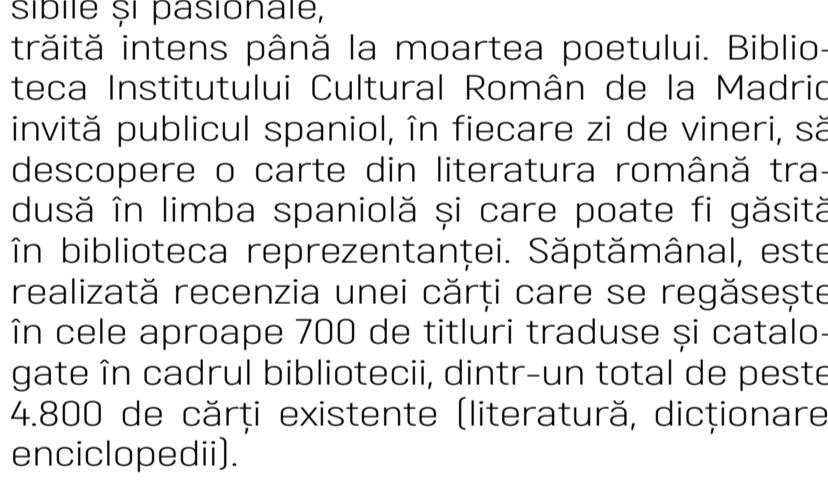 sibile și pasionale,
trăită intens până la moartea poetului. Biblio-
teca Institutului Cultural Român de la Madrid
invită publicul spaniol, în fiecare zi de vineri, să
descopere o carte din literatura română tra-
dusă în limba spaniolă și care poate fi găsită
în biblioteca reprezentanței. Săptămânal, este
realizată recenzia unei cărți care se regăsește
în cele aproape 700 de titluri traduse și catalo-
gate în cadrul bibliotecii, dintr-un total de peste
4.800 de cărți existente (literatură, dicționare
enciclopedii).